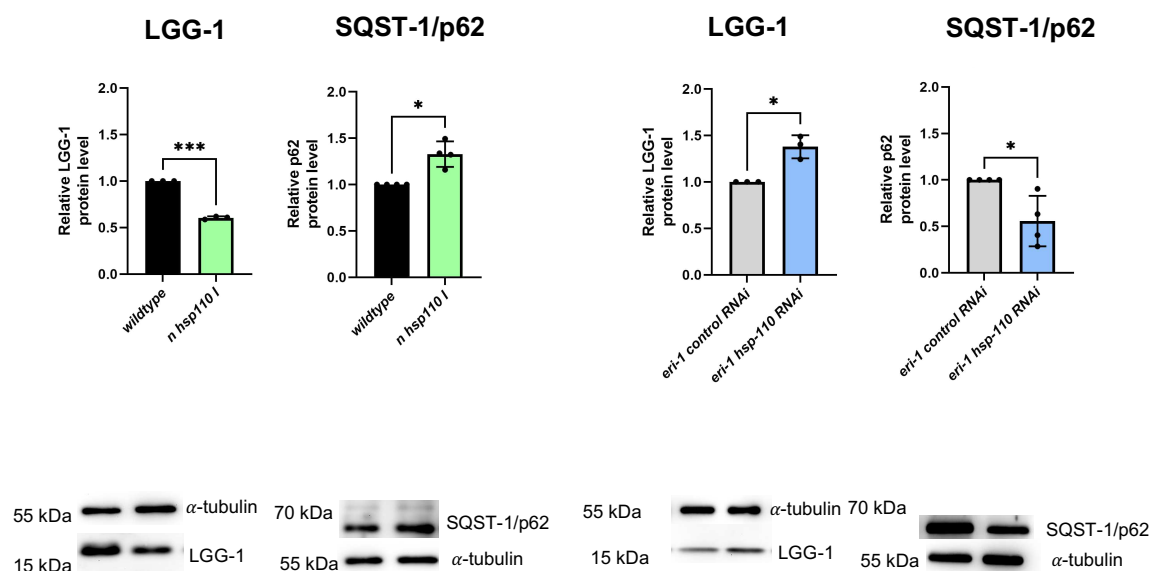 LGG-1
Relative LGG-1
protein level
2.0
1.5
1.0
0.5
0.0
***
wildtype
n hsp110 I
SQST-1/p62
Relative p62
protein level
2.0
1.5
1.0
0.5
0.0
*
wildtype
n hsp110 I
LGG-1
Relative LGG-1
protein level
2.0
1.5
1.0
0.5
0.0
*
eri-1 control RNAi
eri-1 hsp-110 RNAi
SQST-1/p62
Relative p62
protein level
2.0
1.5
1.0
0.5
0.0
*
eri-1 control RNAi
eri-1 hsp-110 RNAi
55 kDa
α-tubulin
15 kDa
LGG-1
70 kDa
SQST-1/p62
55 kDa
α-tubulin
55 kDa
α-tubulin
15 kDa
LGG-1
70 kDa
SQST-1/p62
55 kDa
α-tubulin